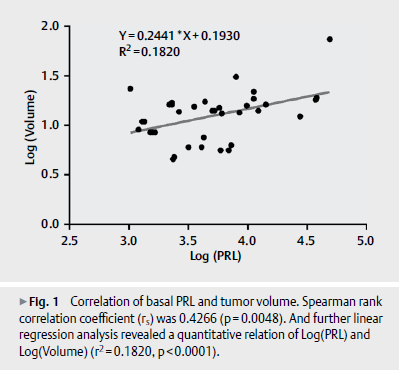 Y=0.2441*X+0.1930
R²=0.1820
2.0
1.5
1.0
0.5
0.0
Log (Volume)
2.5 3.0 3.5 4.0 4.5 5.0
Log (PRL)
▶Fig. 1 Correlation of basal PRL and tumor volume. Spearman rank
correlation coefficient (rₛ) was 0.4266 (p=0.0048). And further linear
regression analysis revealed a quantitative relation of Log(PRL) and
Log(Volume) (r²=0.1820, p<0.0001).